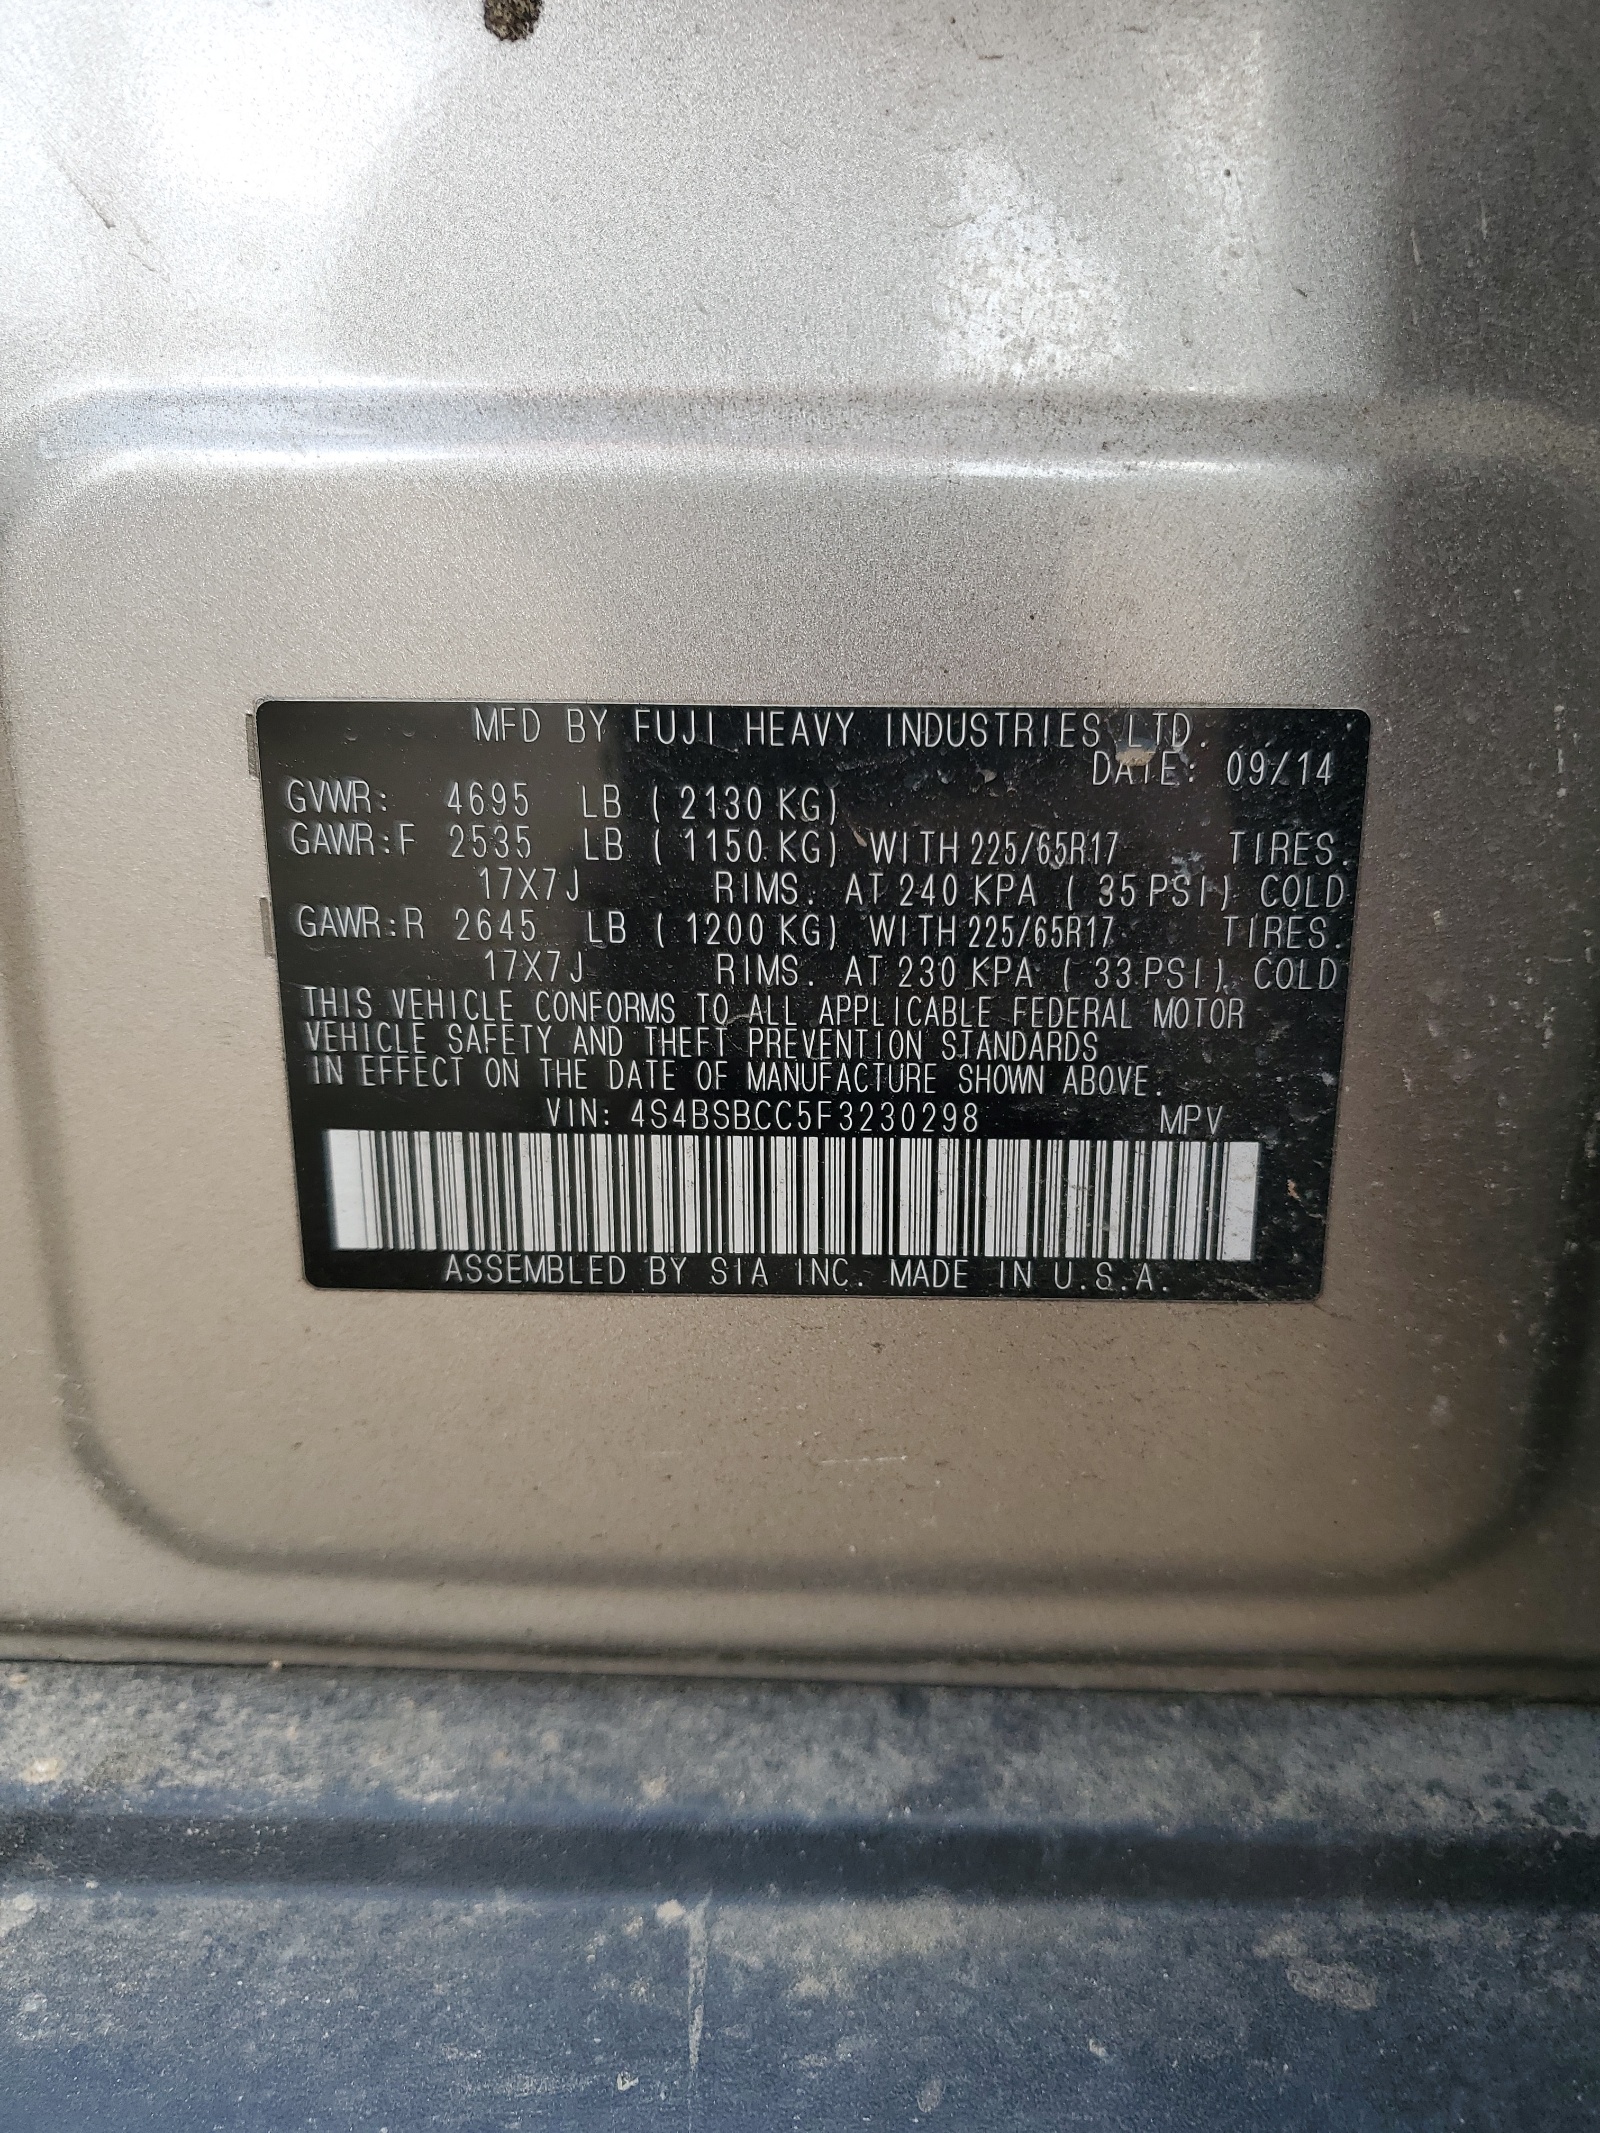 MFD BY FUJI HEAVY INDUSTRIES LTD.
DATE: 09/14
GVWR: 4695 LB ( 2130 KG)
GAWR:F 2535 LB ( 1150 KG) WITH 225/65R17 TIRES.
17X7J RIMS. AT 240 KPA ( 35 PSI) COLD
GAWR:R 2645 LB ( 1200 KG) WITH 225/65R17 TIRES.
17X7J RIMS. AT 230 KPA ( 33 PSI) COLD
THIS VEHICLE CONFORMS TO ALL APPLICABLE FEDERAL MOTOR
VEHICLE SAFETY AND THEFT PREVENTION STANDARDS
IN EFFECT ON THE DATE OF MANUFACTURE SHOWN ABOVE.
VIN: 4S4BSBCC5F3230298 MPV
ASSEMBLED BY SIA INC. MADE IN U.S.A.